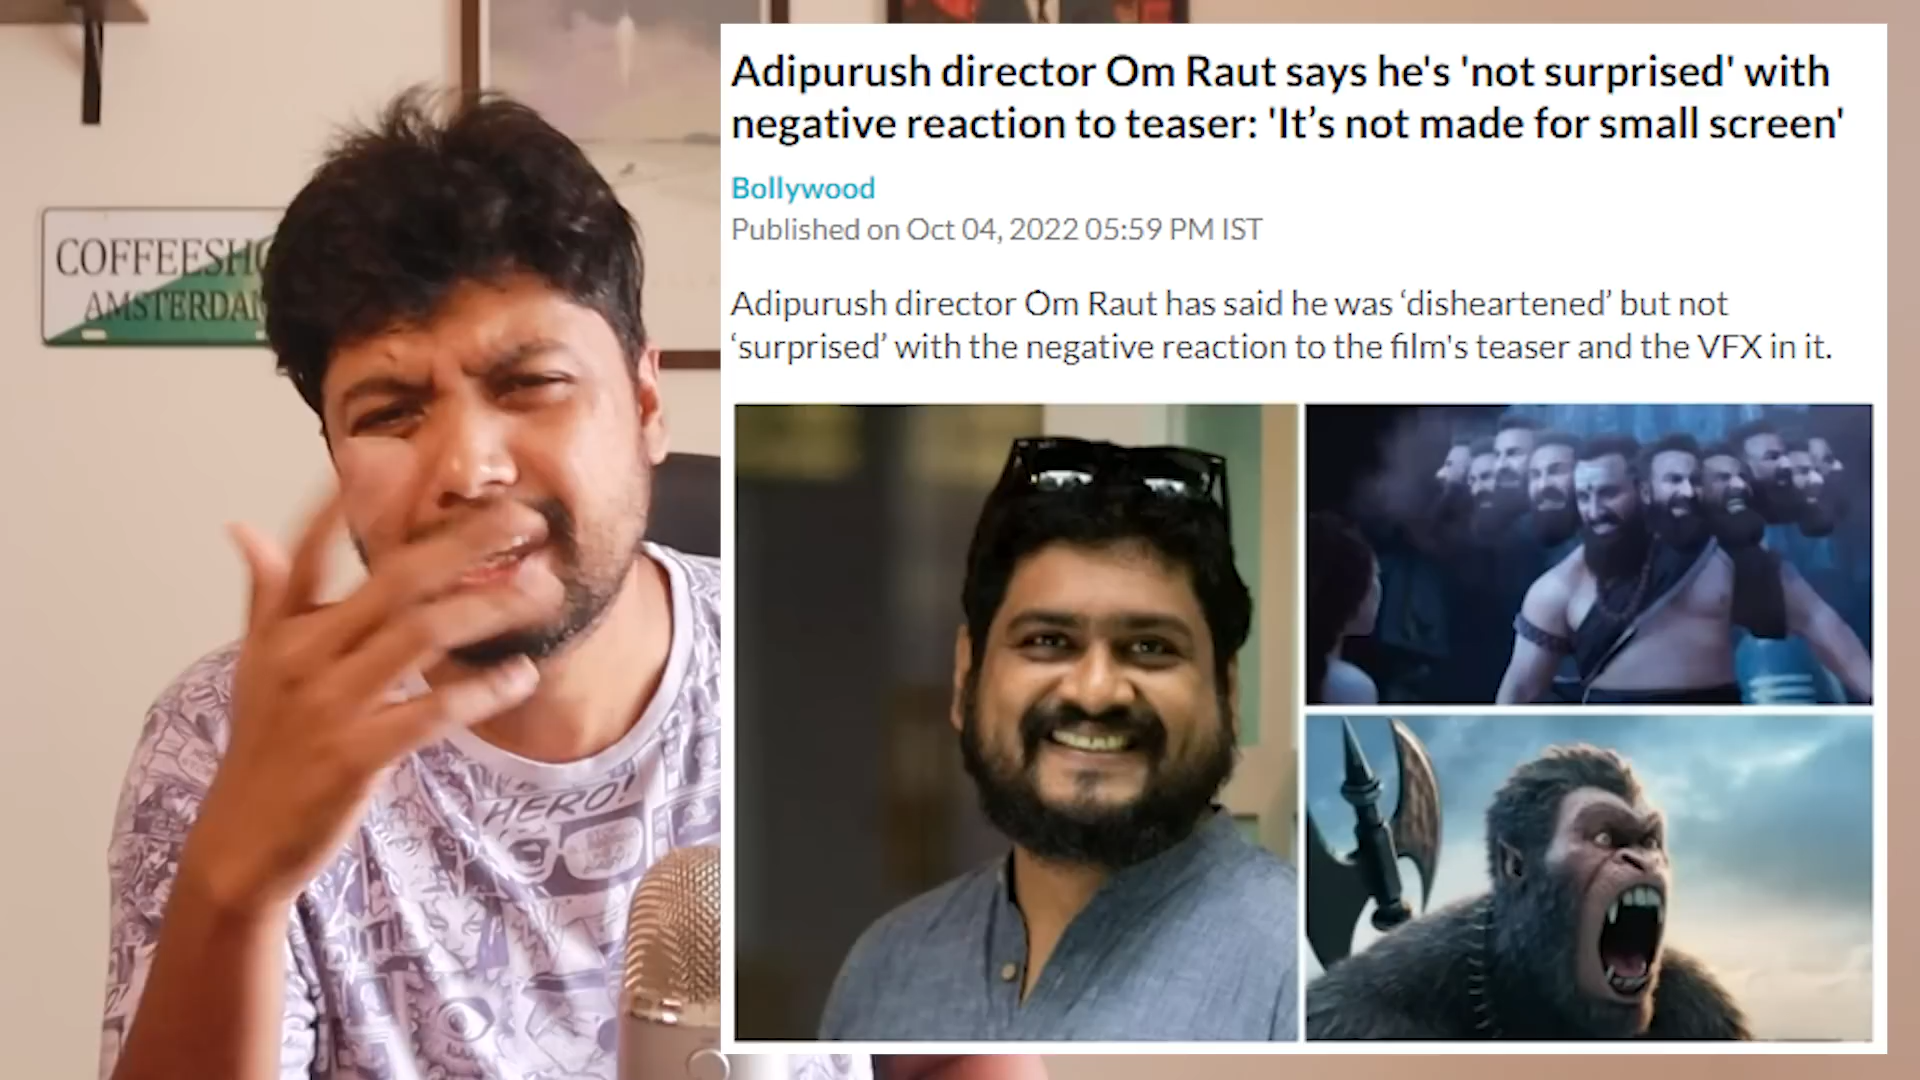 Adipurush director Om Raut says he's 'not surprised' with
negative reaction to teaser: 'It’s not made for small screen'
Bollywood
Published on Oct 04, 2022 05:59 PM IST
Adipurush director Om Raut has said he was ‘disheartened’ but not
‘surprised’ with the negative reaction to the film's teaser and the VFX in it.
COFFEESHO
AMSTERDAM
HERO!